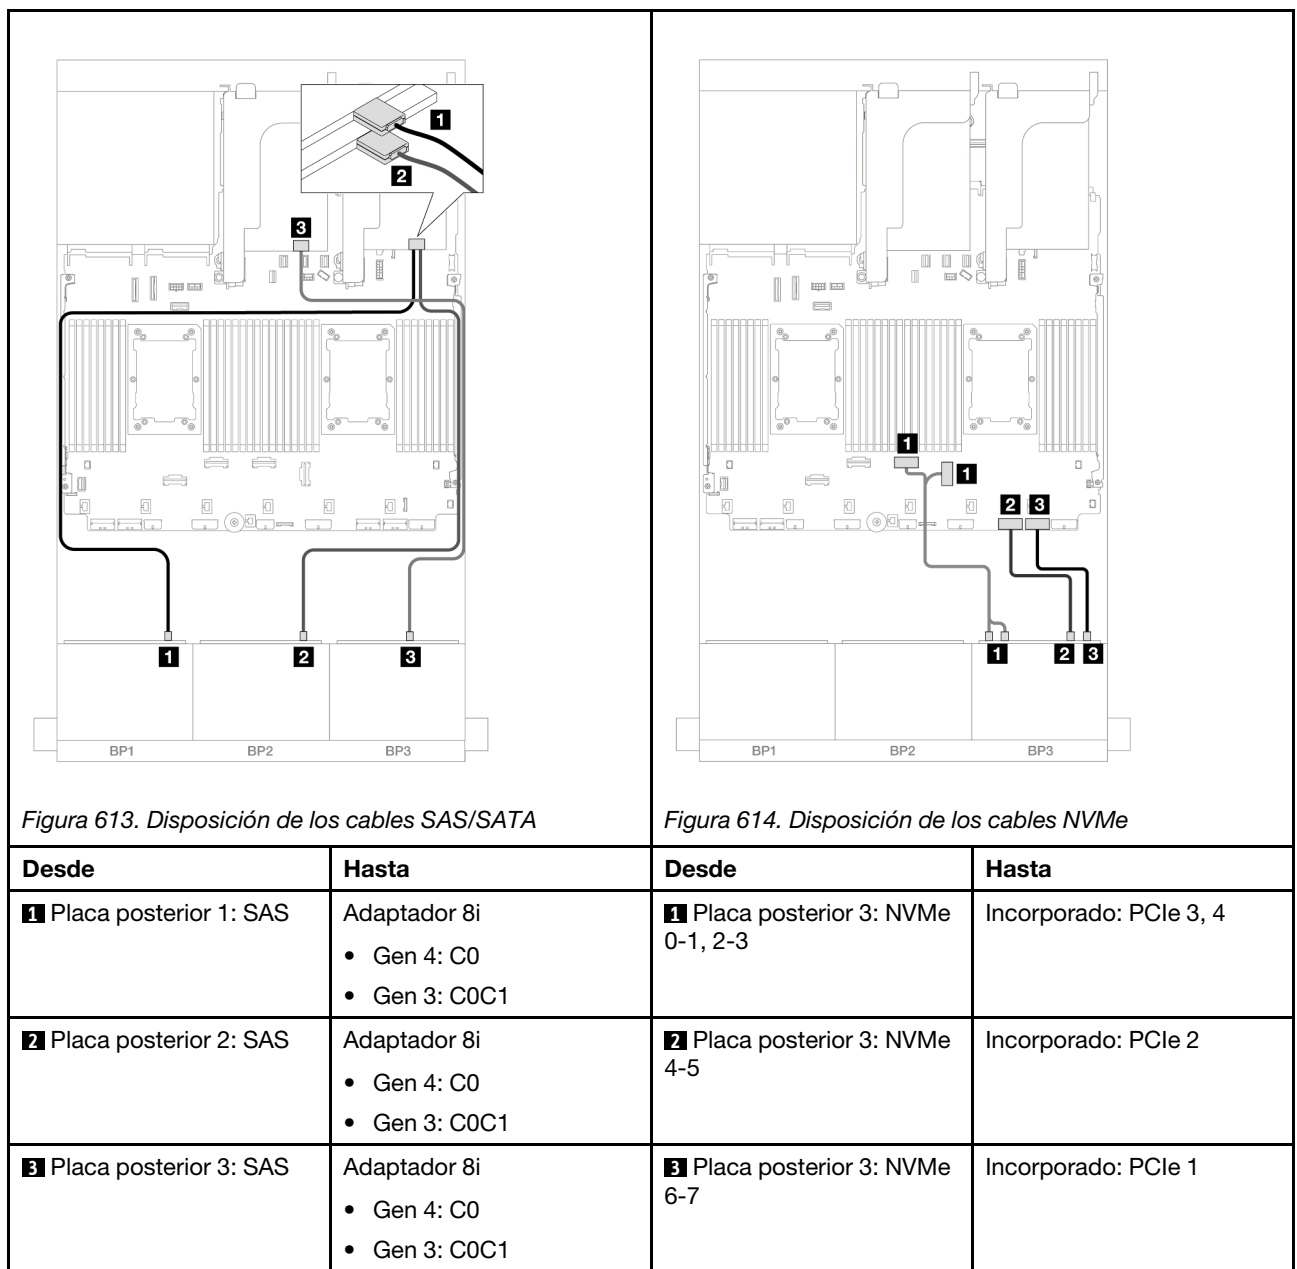 1
2
3
1
2
3
BP1
BP2
BP3
Figura 613. Disposición de los cables SAS/SATA
1
1
2
3
1
2
3
BP1
BP2
BP3
Figura 614. Disposición de los cables NVMe
Desde
Hasta
Desde
Hasta
1 Placa posterior 1: SAS
Adaptador 8i
• Gen 4: C0
• Gen 3: C0C1
1 Placa posterior 3: NVMe
0-1, 2-3
Incorporado: PCIe 3, 4
2 Placa posterior 2: SAS
Adaptador 8i
• Gen 4: C0
• Gen 3: C0C1
2 Placa posterior 3: NVMe
4-5
Incorporado: PCIe 2
3 Placa posterior 3: SAS
Adaptador 8i
• Gen 4: C0
• Gen 3: C0C1
3 Placa posterior 3: NVMe
6-7
Incorporado: PCIe 1